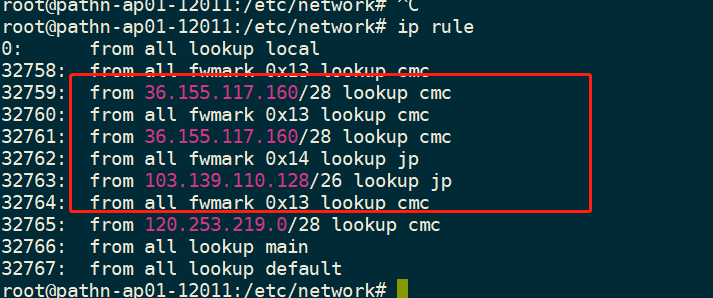 root@pathn-ap01-12011:/etc/network# ^C
root@pathn-ap01-12011:/etc/network# ip rule
0: from all lookup local
32758: from all fwmark 0x13 lookup cmc
32759: from 36.155.117.160/28 lookup cmc
32760: from all fwmark 0x13 lookup cmc
32761: from 36.155.117.160/28 lookup cmc
32762: from all fwmark 0x14 lookup jp
32763: from 103.139.110.128/26 lookup jp
32764: from all fwmark 0x13 lookup cmc
32765: from 120.253.219.0/28 lookup cmc
32766: from all lookup main
32767: from all lookup default
root@pathn-ap01-12011:/etc/network#